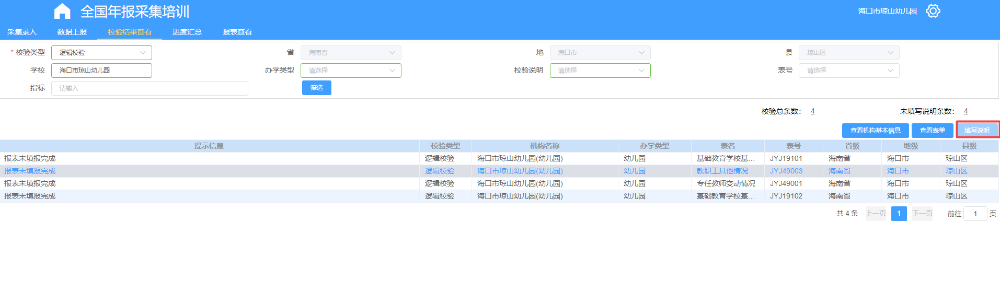 全国年报采集培训
海口市琼山幼儿园
采集录入 数据上报 校验结果查看 进度汇总 报表查看
* 校验类型 逻辑校验 省 海南省 地 海口市 县 琼山区
学校 海口市琼山幼儿园 办学类型 请选择 校验说明 请选择 表号 请选择
指标 请输入 筛选
校验总条数： 4 未填写说明条数： 4
查看机构基本信息 查看表单 填写说明
提示信息 校验类型 机构名称 办学类型 表名 表号 省级 地级 县级
报表未填报完成 逻辑校验 海口市琼山幼儿园(幼儿园) 幼儿园 基础教育学校基... JYJ19101 海南省 海口市 琼山区
报表未填报完成 逻辑校验 海口市琼山幼儿园(幼儿园) 幼儿园 教职工其他情况 JYJ49003 海南省 海口市 琼山区
报表未填报完成 逻辑校验 海口市琼山幼儿园(幼儿园) 幼儿园 专任教师变动情况 JYJ49001 海南省 海口市 琼山区
报表未填报完成 逻辑校验 海口市琼山幼儿园(幼儿园) 幼儿园 基础教育学校基... JYJ19102 海南省 海口市 琼山区
共 4 条 上一页 1 下一页 前往 1 页